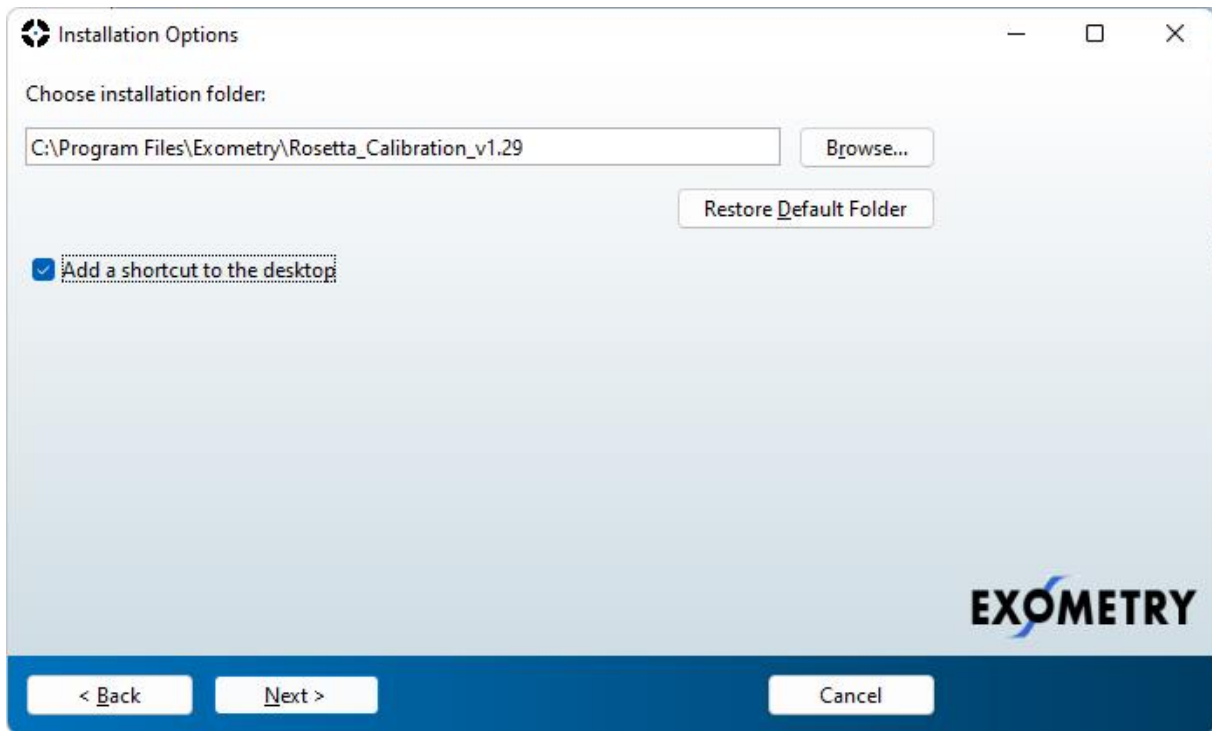 Installation Options
Choose installation folder:
C:\Program Files\Exometry\Rosetta_Calibration_v1.29
Browse...
Restore Default Folder
Add a shortcut to the desktop
EXOMETRY
< Back
Next >
Cancel